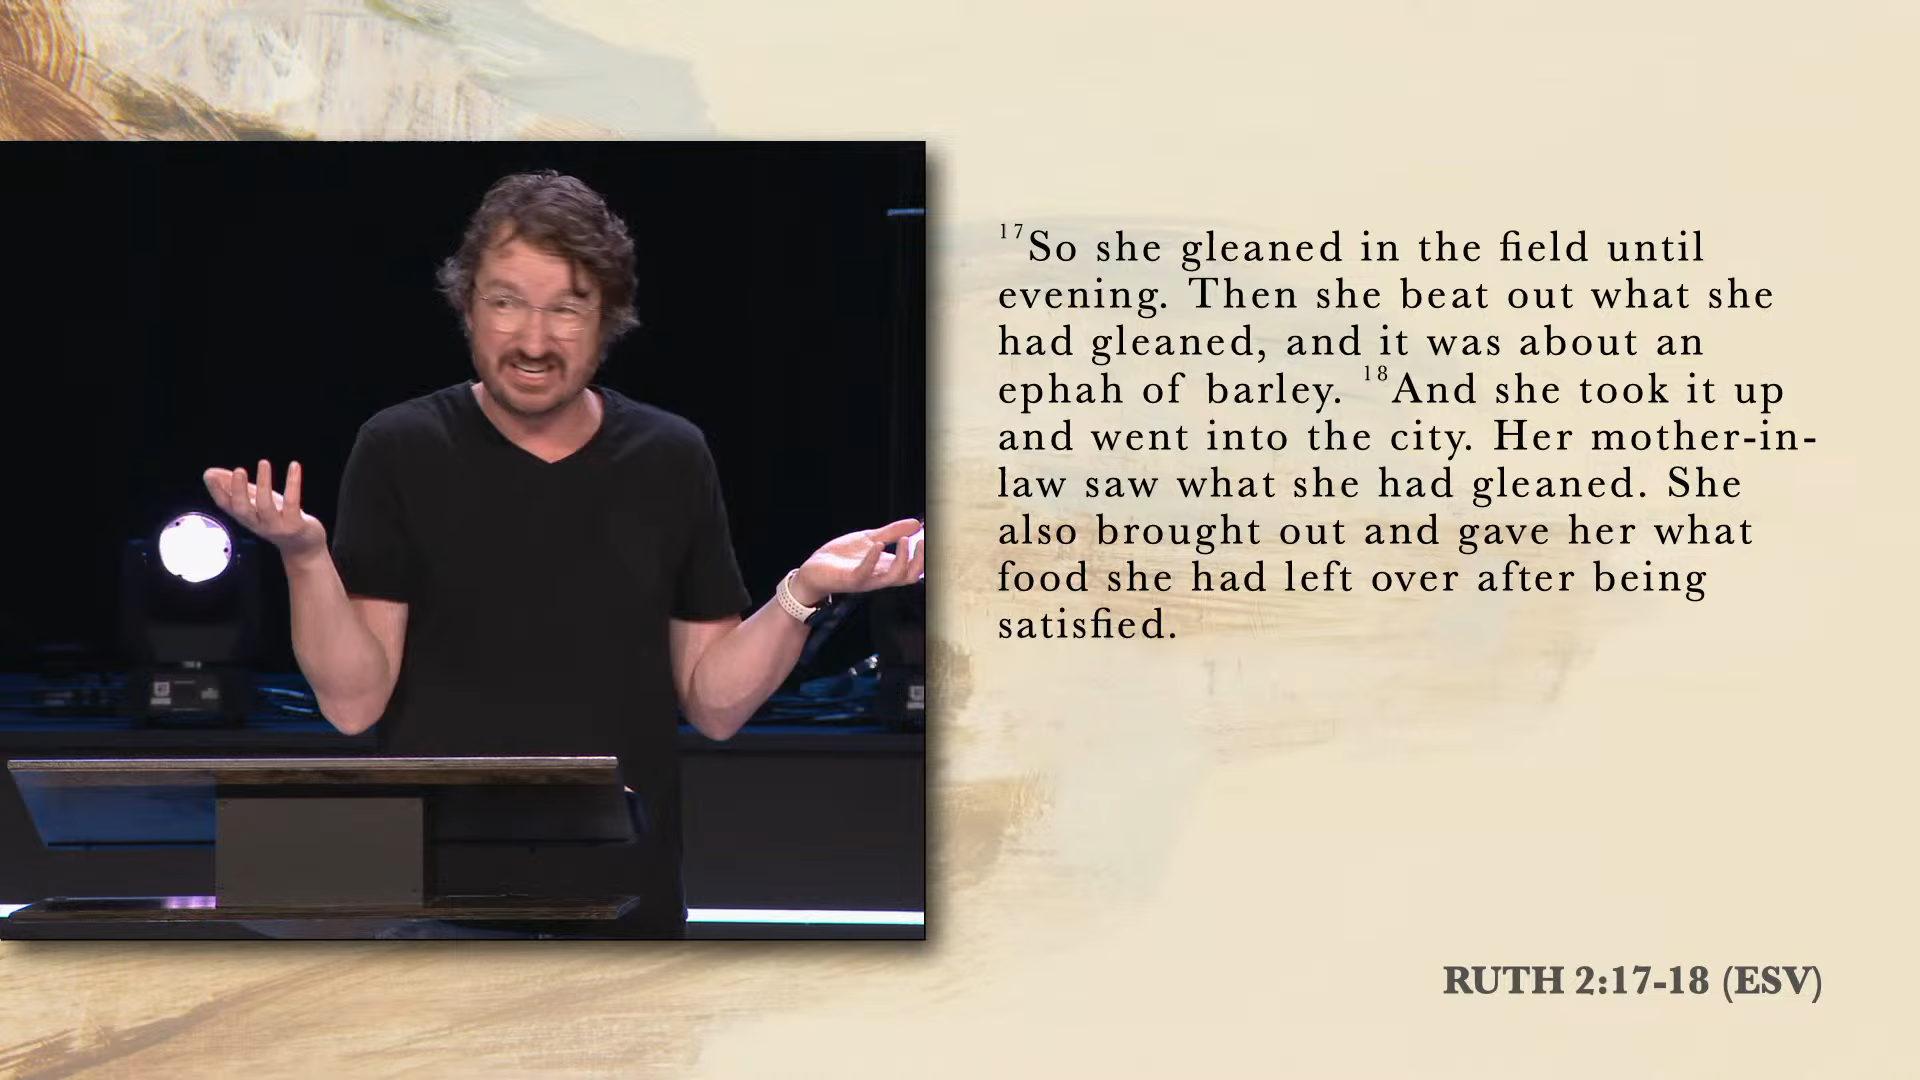 17So she gleaned in the field until
evening. Then she beat out what she
had gleaned, and it was about an
ephah of barley. 18And she took it up
and went into the city. Her mother-in-
law saw what she had gleaned. She
also brought out and gave her what
food she had left over after being
satisfied.
RUTH 2:17-18 (ESV)